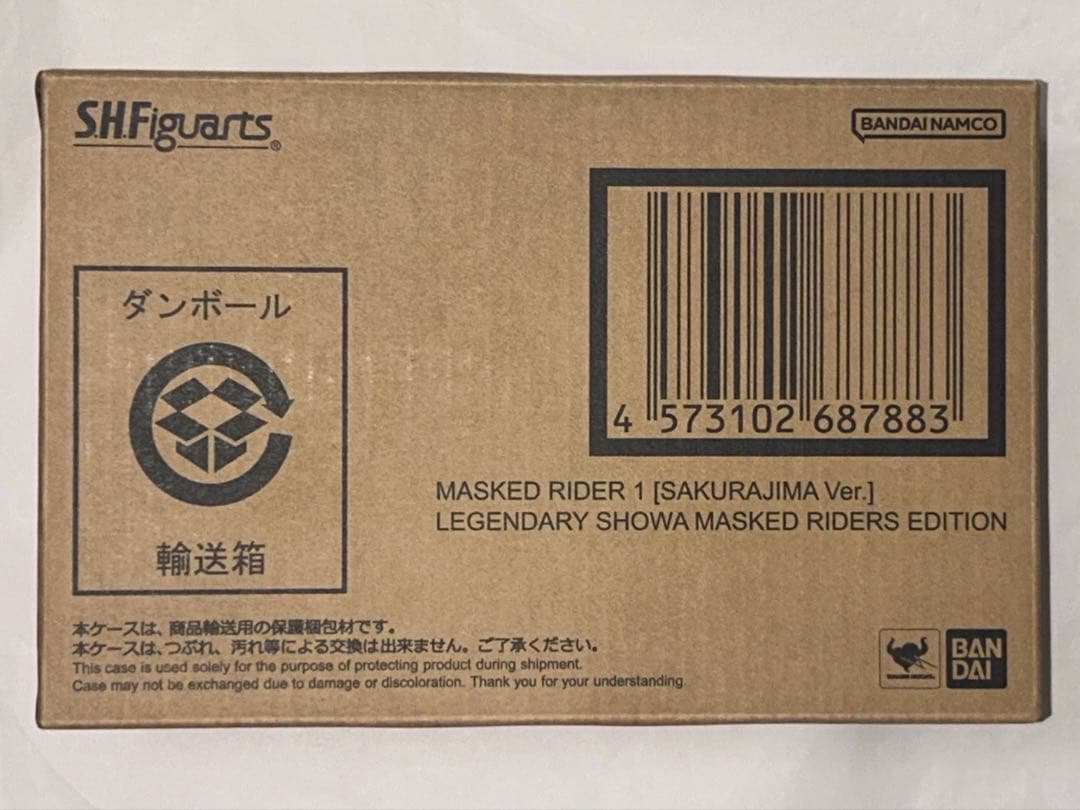 S.H.Figuarts®
BANDAI NAMCO
4 573102 687883
ダンボール
輸送箱
MASKED RIDER 1 [SAKURAJIMA Ver.]
LEGENDARY SHOWA MASKED RIDERS EDITION
本ケースは、商品輸送用の保護梱包材です。
本ケースは、つぶれ、汚れ等による交換は出来ません。ご了承ください。
This case is used solely for the purpose of protecting product during shipment.
Case may not be exchanged due to damage or discoloration. Thank you for your understanding.
BAN
DAI